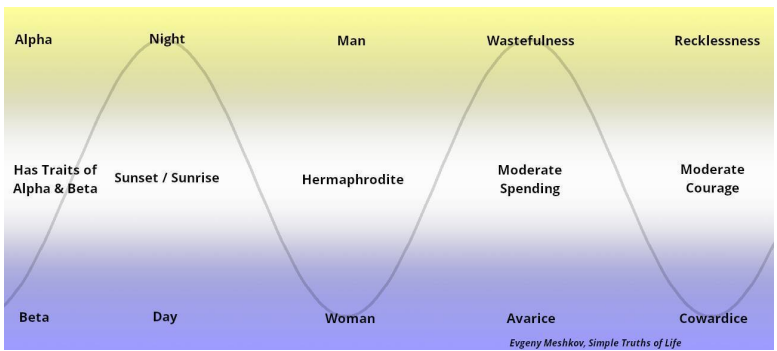 Alpha Night Man Wastefulness Recklessness
Has Traits of
Alpha & Beta
Sunset / Sunrise
Hermaphrodite
Moderate
Spending
Moderate
Courage
Beta Day Woman Avarice Cowardice
Evgeny Meshkov, Simple Truths of Life